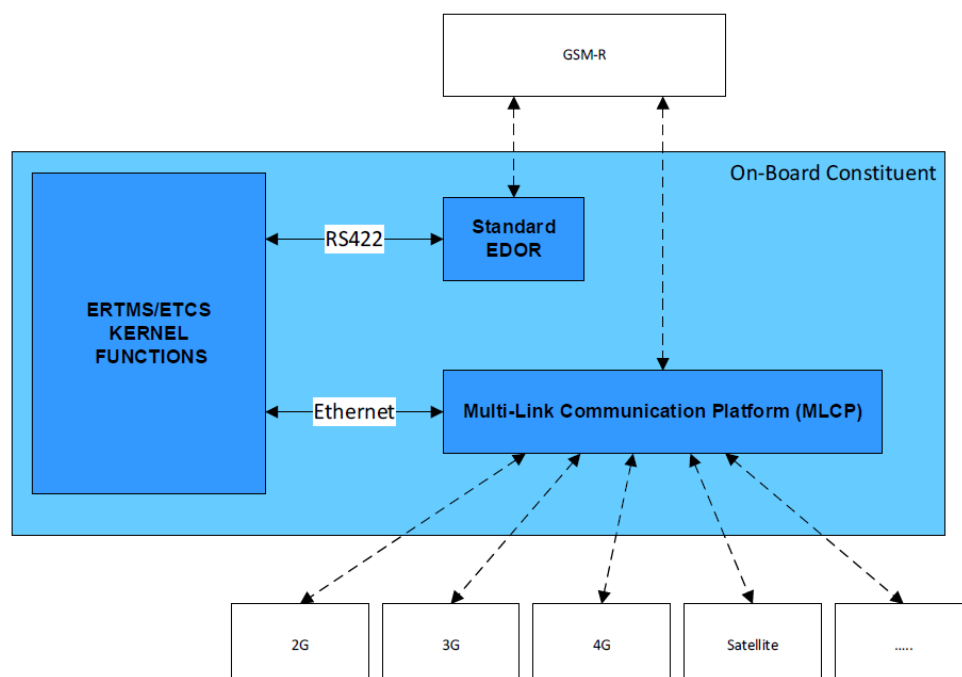 GSM-R
On-Board Constituent
Standard
EDOR
RS422
ERTMS/ETCS
KERNEL
FUNCTIONS
Ethernet
Multi-Link Communication Platform (MLCP)
2G
3G
4G
Satellite
.....